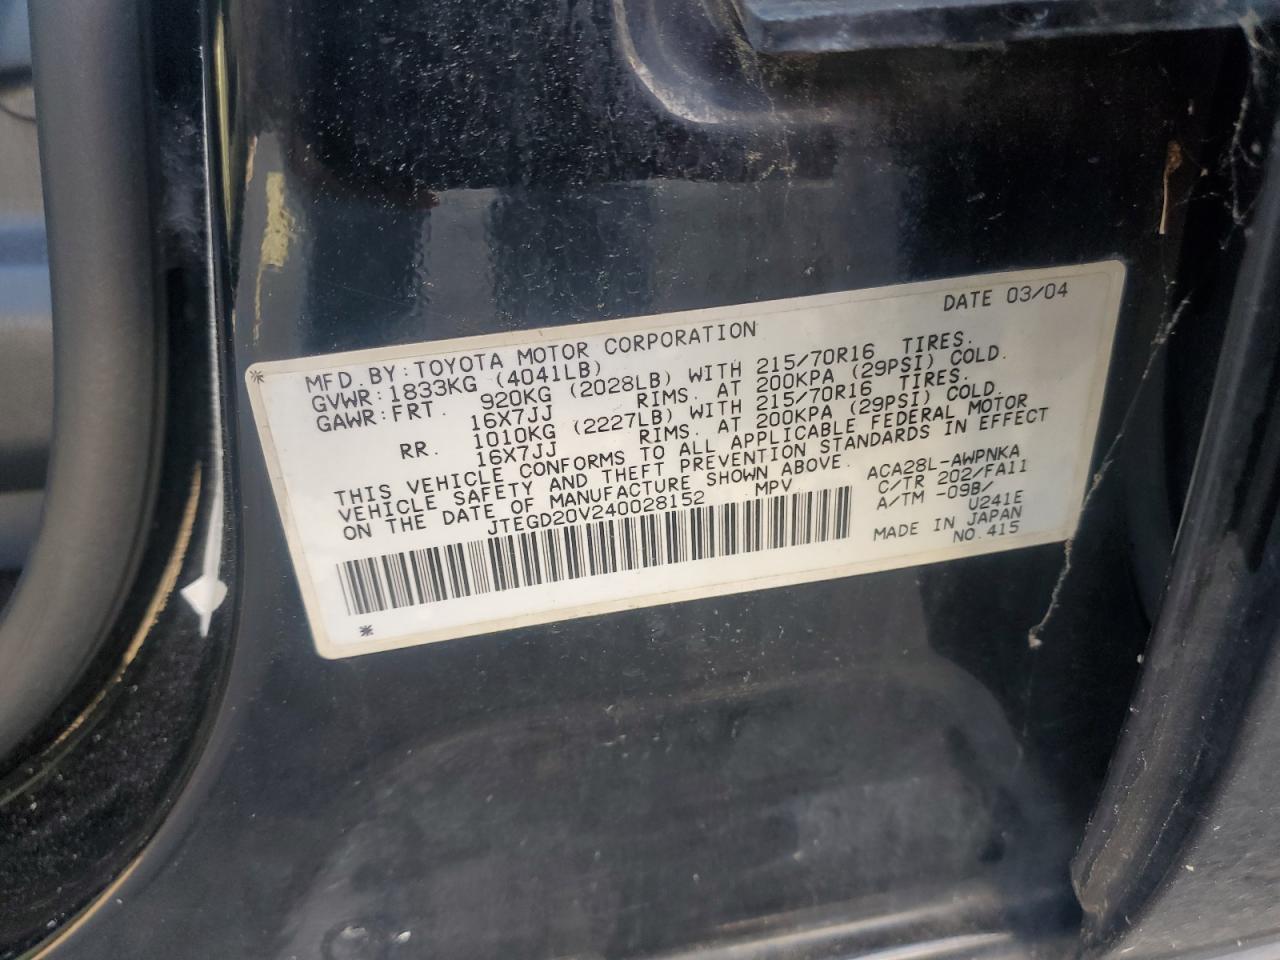 DATE 03/04
MFD. BY: TOYOTA MOTOR CORPORATION
GVWR: 1833KG (4041LB)
GAWR: FRT. 920KG (2028LB) WITH 215/70R16 TIRES.
16X7JJ RIMS. AT 200KPA (29PSI) COLD.
RR. 1010KG (2227LB) WITH 215/70R16 TIRES.
16X7JJ RIMS. AT 200KPA (29PSI) COLD.
THIS VEHICLE CONFORMS TO ALL APPLICABLE FEDERAL MOTOR
VEHICLE SAFETY AND THEFT PREVENTION STANDARDS IN EFFECT
ON THE DATE OF MANUFACTURE SHOWN ABOVE.
JTEGD20V240028152 MPV
ACA28L-AWPNKA
C/TR 202/FA11
A/TM -09B/ U241E
MADE IN JAPAN
NO.415